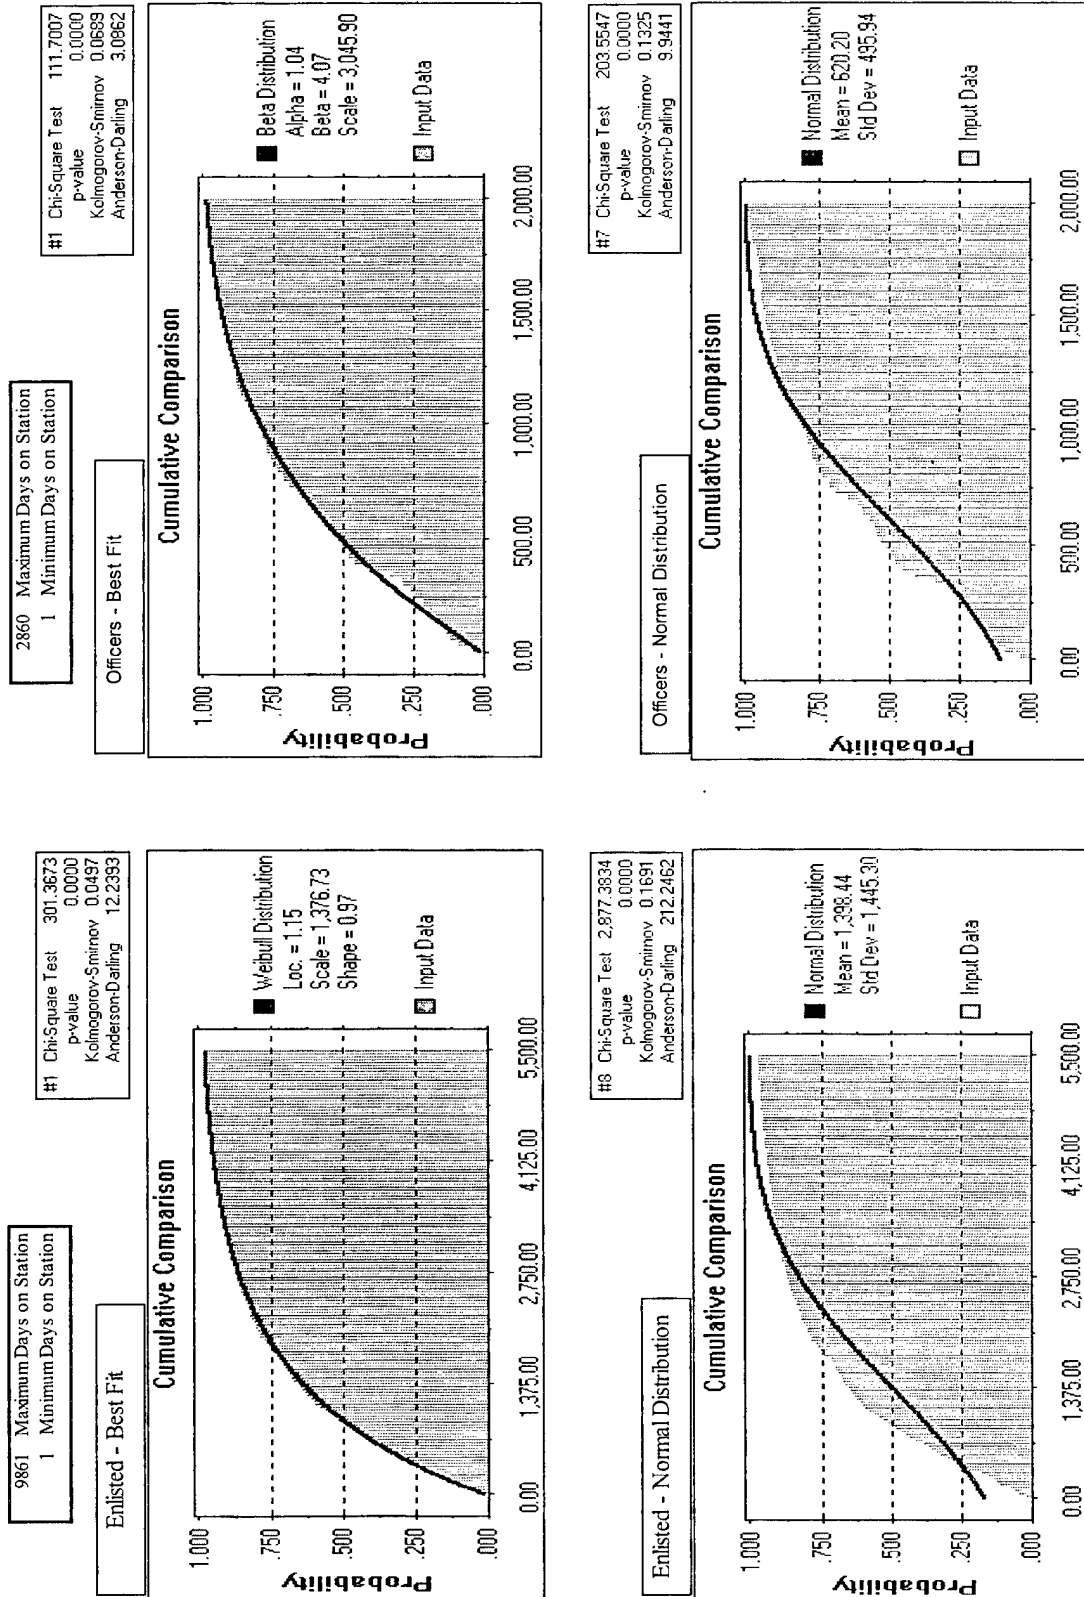 9861 Maximum Days on Station
1 Minimum Days on Station
Enlisted - Best Fit
#1 Chi-Square Test 301.3673
p-value 0.0000
Kolmogorov-Smirnov 0.0497
Anderson-Darling 12.2393
Cumulative Comparison
Probability
1.000
.750
.500
.250
.000
0.00
1,375.00
2,750.00
4,125.00
5,500.00
Weibull Distribution
Loc. = 1.15
Scale = 1,376.73
Shape = 0.97
Input Data
2860 Maximum Days on Station
1 Minimum Days on Station
Officers - Best Fit
#1 Chi-Square Test 111.7007
p-value 0.0000
Kolmogorov-Smirnov 0.0689
Anderson-Darling 3.0862
Cumulative Comparison
Probability
1.000
.750
.500
.250
.000
0.00
500.00
1,000.00
1,500.00
2,000.00
Beta Distribution
Alpha = 1.04
Beta = 4.07
Scale = 3,045.90
Input Data
Enlisted - Normal Distribution
#8 Chi-Square Test 2,877.3834
p-value 0.0000
Kolmogorov-Smirnov 0.1691
Anderson-Darling 212.2462
Cumulative Comparison
Probability
1.000
.750
.500
.250
.000
0.00
1,375.00
2,750.00
4,125.00
5,500.00
Normal Distribution
Mean = 1,398.44
Std Dev = 1,445.30
Input Data
Officers - Normal Distribution
#7 Chi-Square Test 203.5547
p-value 0.0000
Kolmogorov-Smirnov 0.1325
Anderson-Darling 9.9441
Cumulative Comparison
Probability
1.000
.750
.500
.250
.000
0.00
500.00
1,000.00
1,500.00
2,000.00
Normal Distribution
Mean = 620.20
Std Dev = 495.94
Input Data